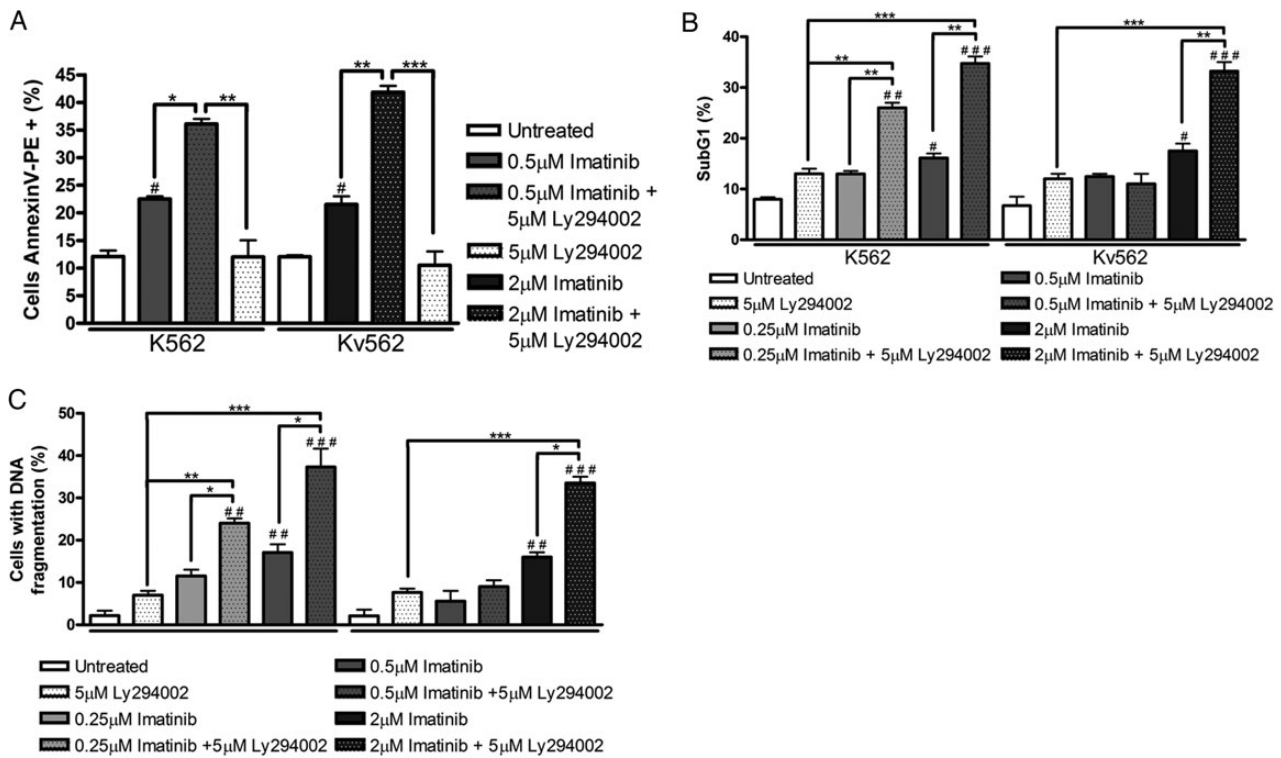 A
Cells AnnexinV-PE + (%)
45
40
35
30
25
20
15
10
5
0
*
**
**
***
#
#
K562
Kv562
Untreated
0.5µM Imatinib
0.5µM Imatinib +
5µM Ly294002
5µM Ly294002
2µM Imatinib
2µM Imatinib +
5µM Ly294002
B
SubG1 (%)
40
30
20
10
0
***
**
**
**
# #
#
# # #
***
**
#
# # #
K562
Kv562
Untreated
0.5µM Imatinib
5µM Ly294002
0.5µM Imatinib + 5µM Ly294002
0.25µM Imatinib
2µM Imatinib
0.25µM Imatinib + 5µM Ly294002
2µM Imatinib + 5µM Ly294002
C
Cells with DNA
fragmentation (%)
50
40
30
20
10
0
***
*
**
*
# #
# #
# # #
***
*
# #
# # #
Untreated
0.5µM Imatinib
5µM Ly294002
0.5µM Imatinib +5µM Ly294002
0.25µM Imatinib
2µM Imatinib
0.25µM Imatinib +5µM Ly294002
2µM Imatinib + 5µM Ly294002